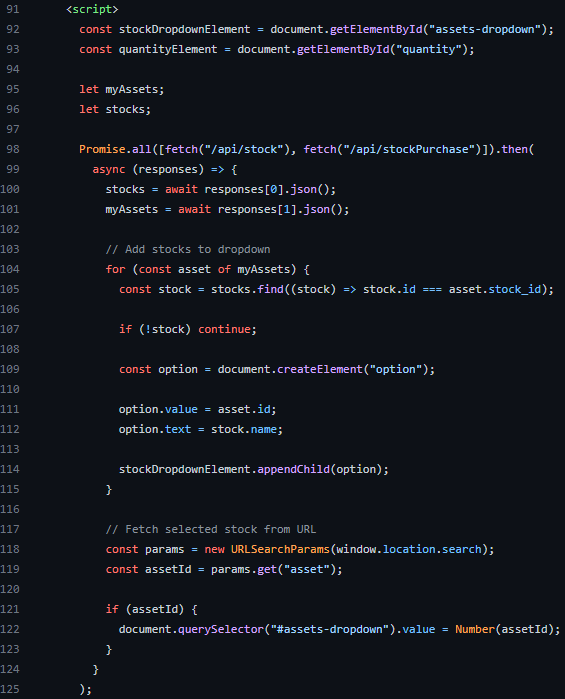 91 <script>
92 const stockDropdownElement = document.getElementById("assets-dropdown");
93 const quantityElement = document.getElementById("quantity");
94
95 let myAssets;
96 let stocks;
97
98 Promise.all([fetch("/api/stock"), fetch("/api/stockPurchase")]).then(
99 async (responses) => {
100 stocks = await responses[0].json();
101 myAssets = await responses[1].json();
102
103 // Add stocks to dropdown
104 for (const asset of myAssets) {
105 const stock = stocks.find((stock) => stock.id === asset.stock_id);
106
107 if (!stock) continue;
108
109 const option = document.createElement("option");
110
111 option.value = asset.id;
112 option.text = stock.name;
113
114 stockDropdownElement.appendChild(option);
115 }
116
117 // Fetch selected stock from URL
118 const params = new URLSearchParams(window.location.search);
119 const assetId = params.get("asset");
120
121 if (assetId) {
122 document.querySelector("#assets-dropdown").value = Number(assetId);
123 }
124 }
125 );